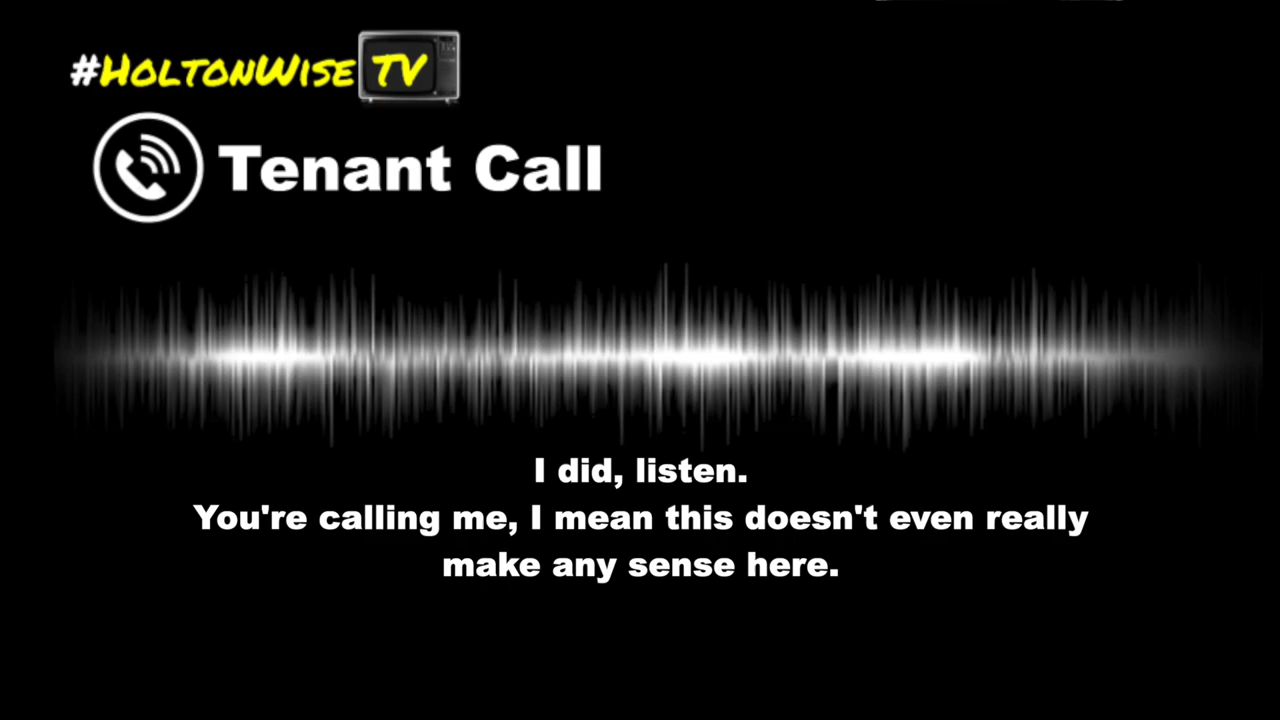 #HOLTONWISE TV
Tenant Call
I did, listen.
You're calling me, I mean this doesn't even really
make any sense here.